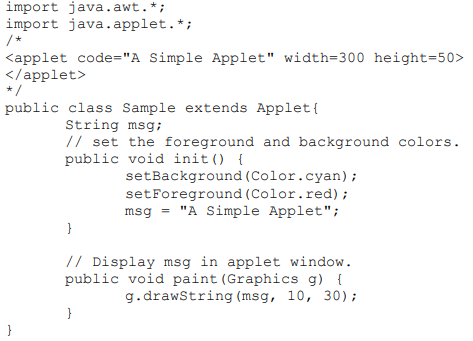 import java.awt.*;
import java.applet.*;
/*
<applet code="A Simple Applet" width=300 height=50>
</applet>
*/
public class Sample extends Applet{
String msg;
// set the foreground and background colors.
public void init() {
setBackground(Color.cyan);
setForeground(Color.red);
msg = "A Simple Applet";
}
// Display msg in applet window.
public void paint(Graphics g) {
g.drawString(msg, 10, 30);
}
}